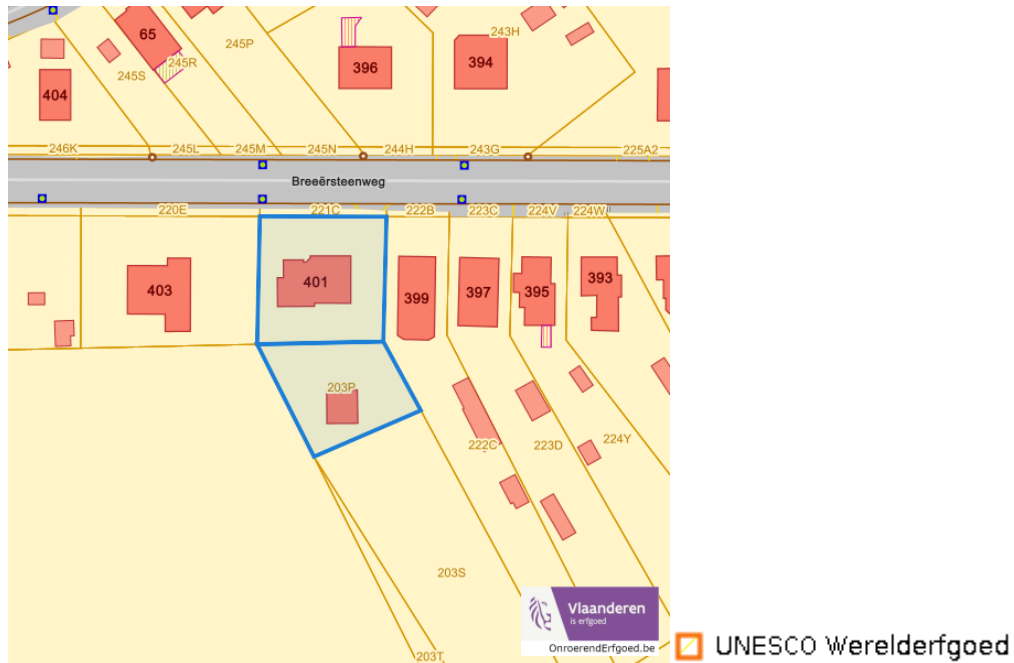 65
245P
243H
245R
396
394
245S
404
246K
245L
245M
245N
244H
243G
225A2
Breeërsteenweg
220E
221C
222B
223C
224V
224W
401
403
399
397
395
393
203P
222C
223D
224Y
203S
203T
Vlaanderen
is erfgoed
OnroerendErfgoed.be
UNESCO Werelderfgoed